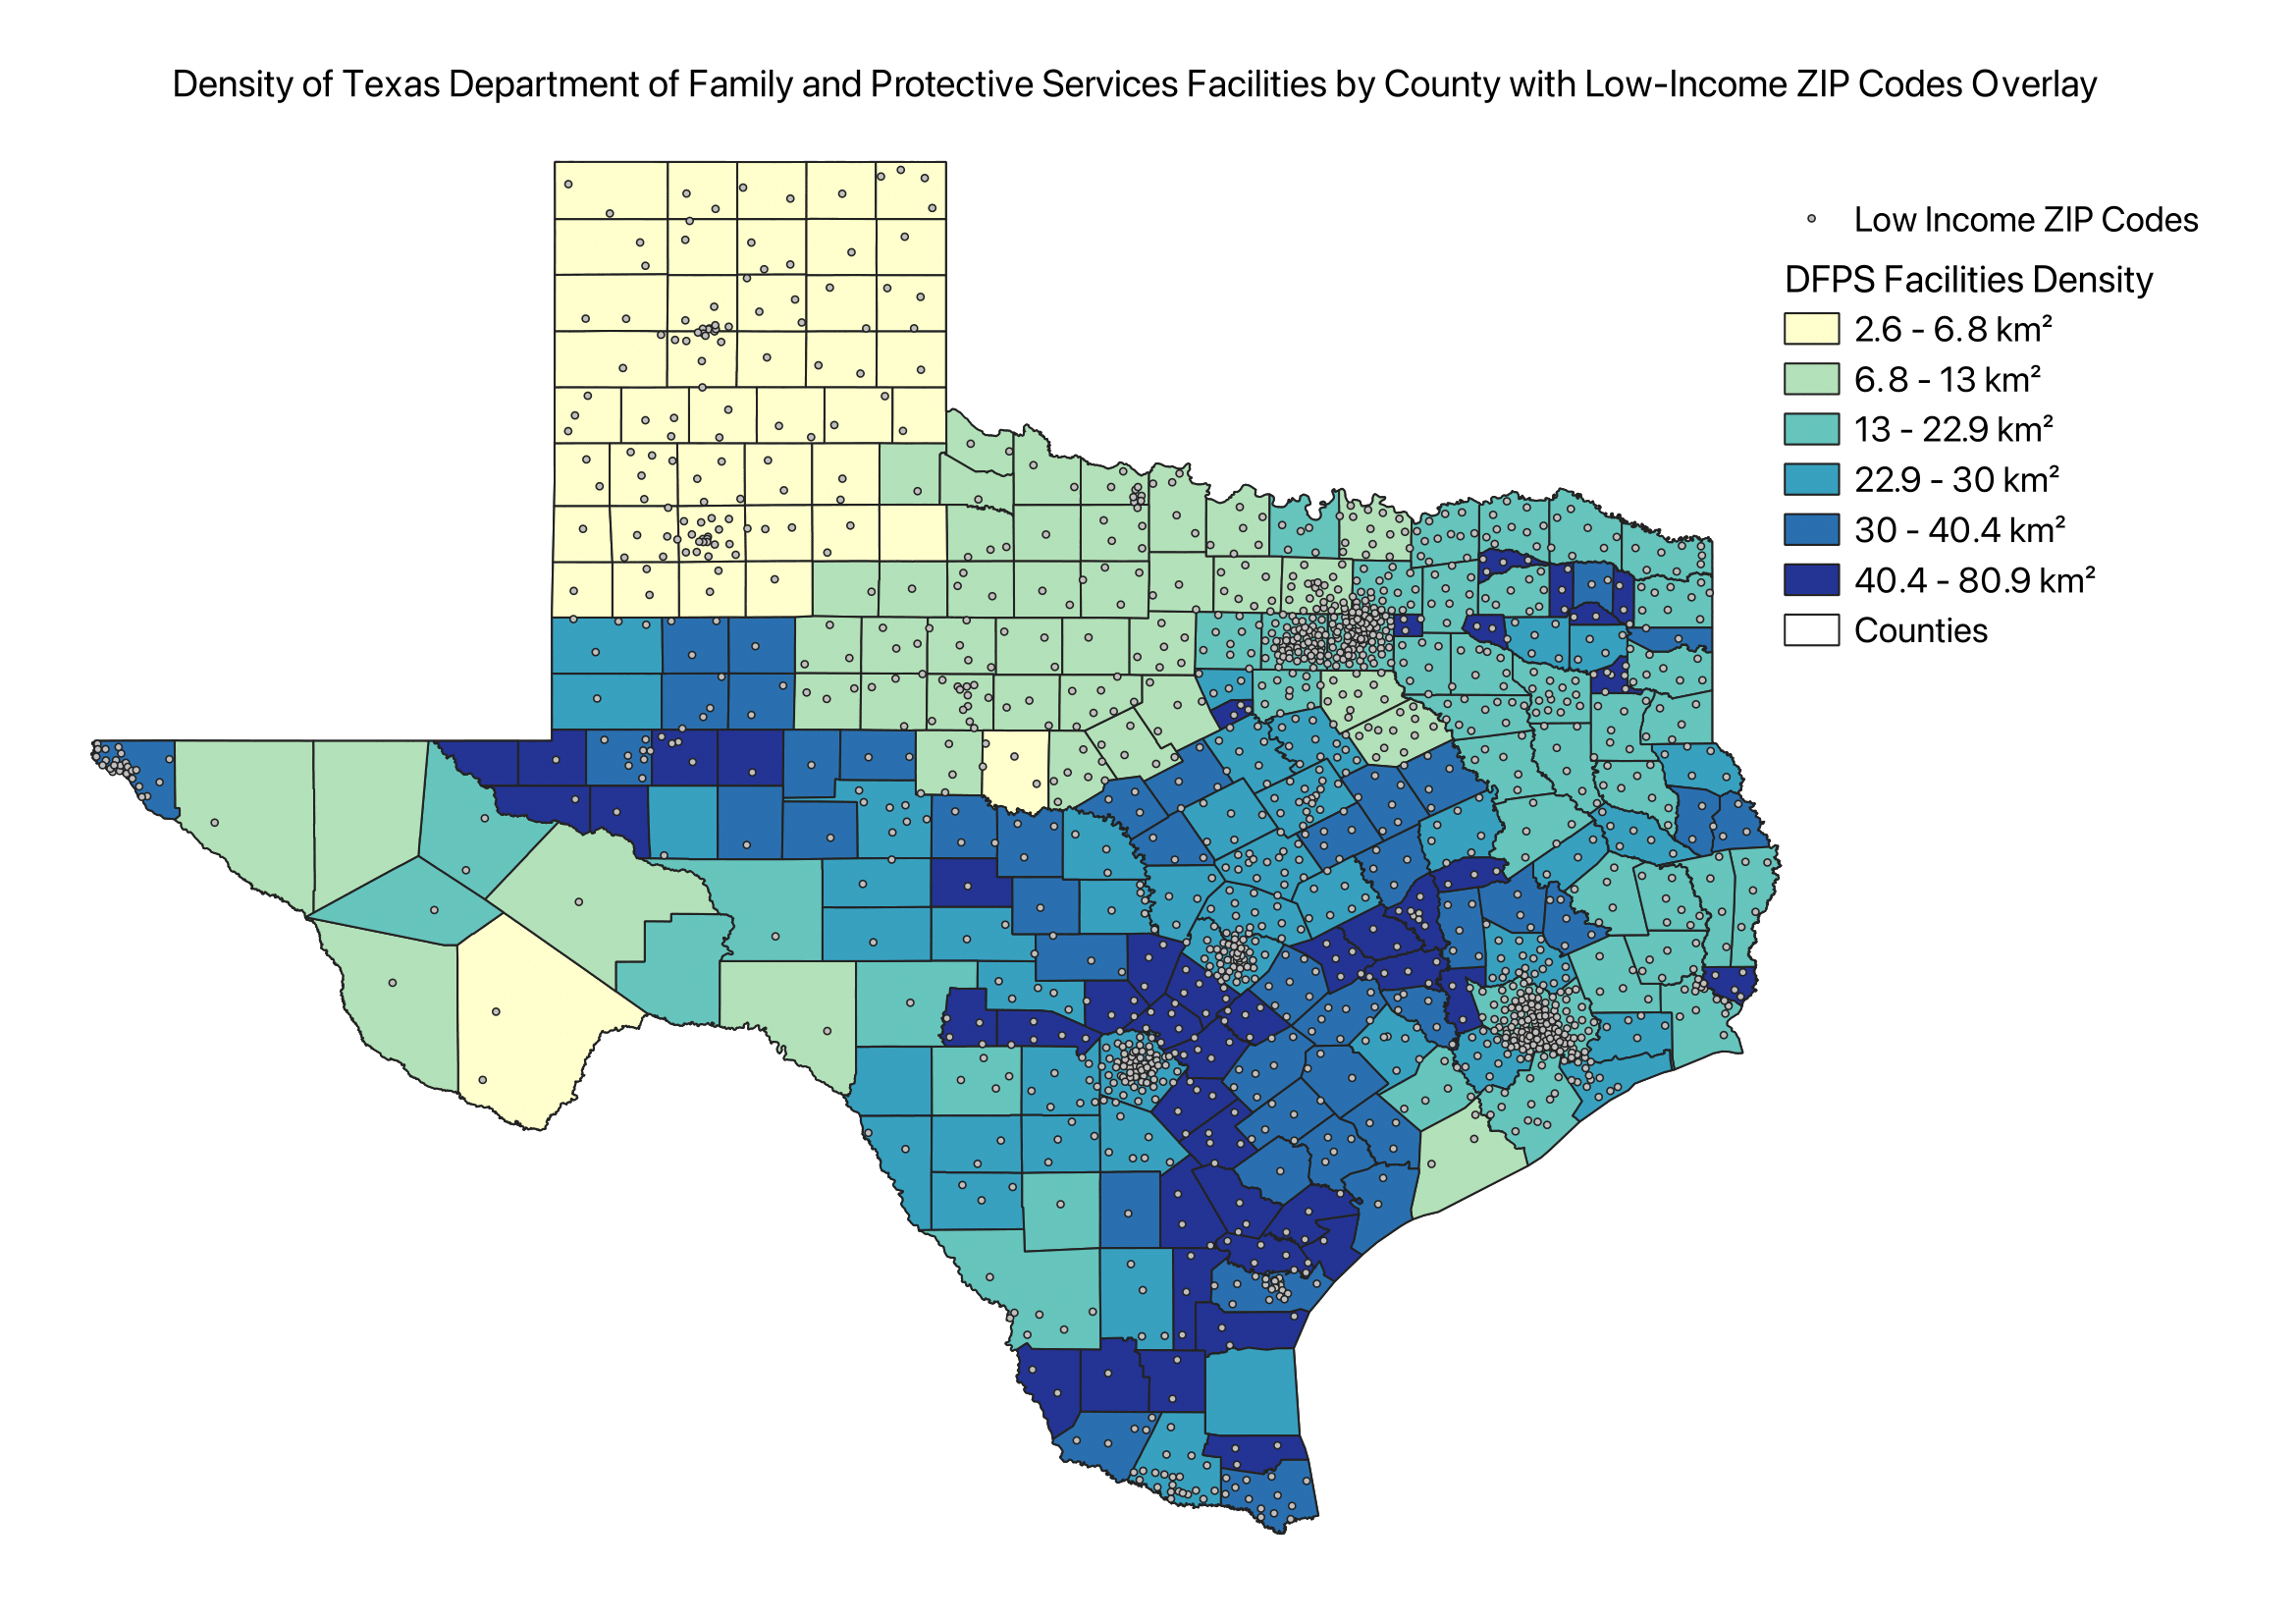 Density of Texas Department of Family and Protective Services Facilities by County with Low-Income ZIP Codes Overlay
Low Income ZIP Codes
DFPS Facilities Density
2.6 - 6.8 km²
6.8 - 13 km²
13 - 22.9 km²
22.9 - 30 km²
30 - 40.4 km²
40.4 - 80.9 km²
Counties